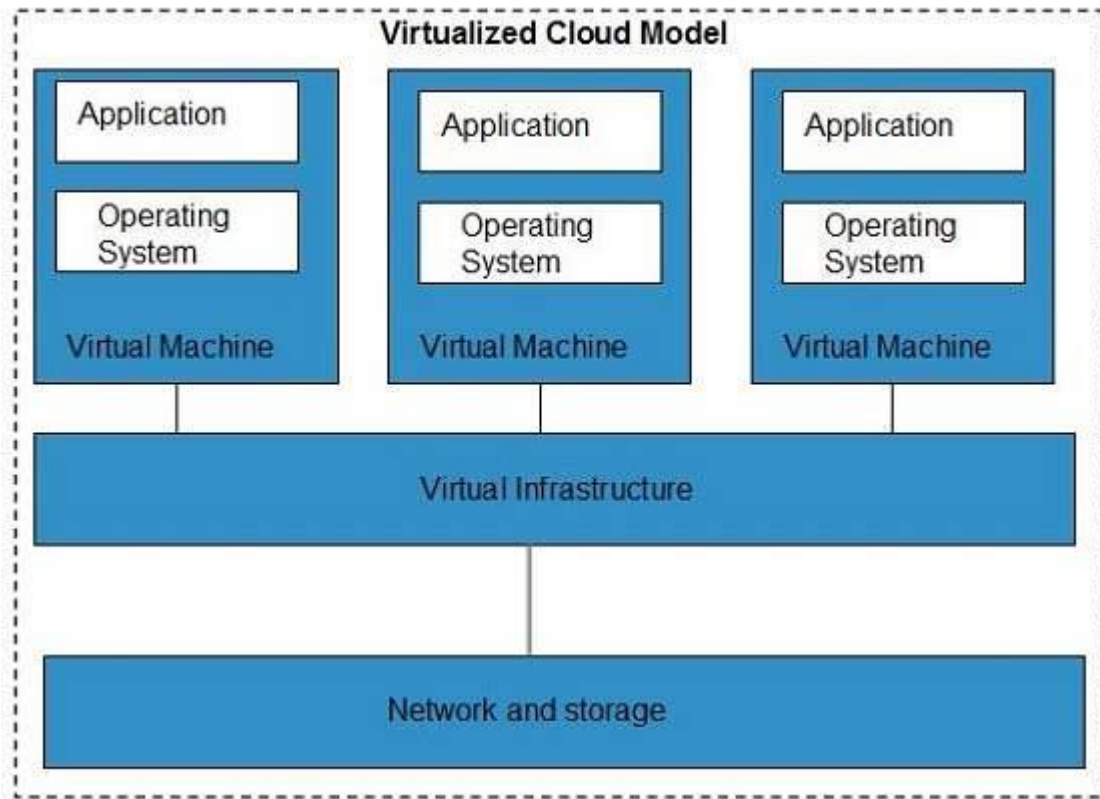 Virtualized Cloud Model
Application
Operating
System
Virtual Machine
Application
Operating
System
Virtual Machine
Application
Operating
System
Virtual Machine
Virtual Infrastructure
Network and storage